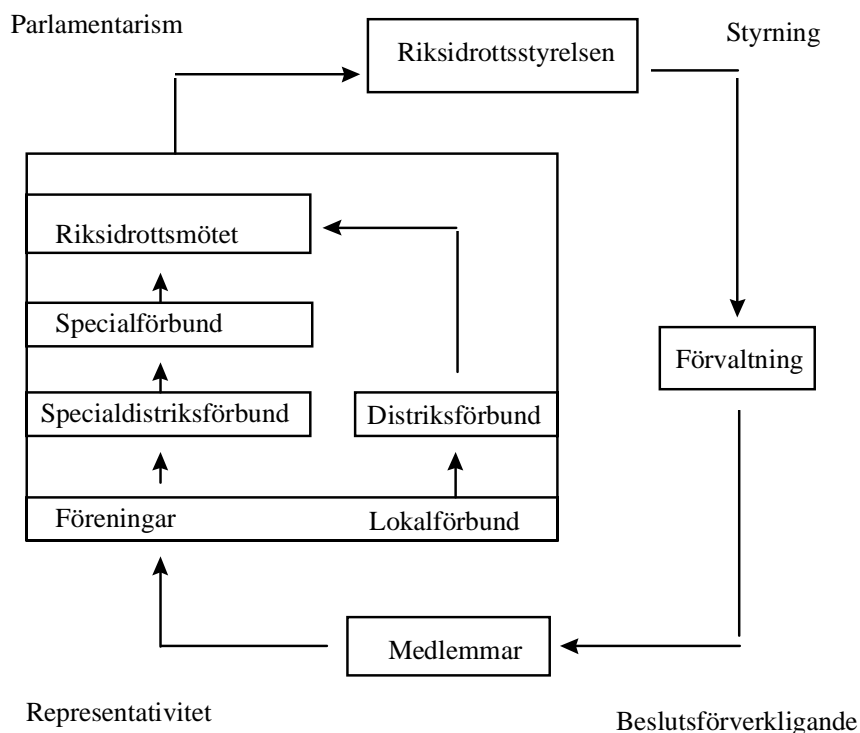 Parlamentarism
Riksidrottsstyrelsen
Styrning
Riksidrottsmötet
Specialförbund
Förvaltning
Specialdistriksförbund
Distriksförbund
Föreningar
Lokalförbund
Medlemmar
Representativitet
Beslutsförverkligande